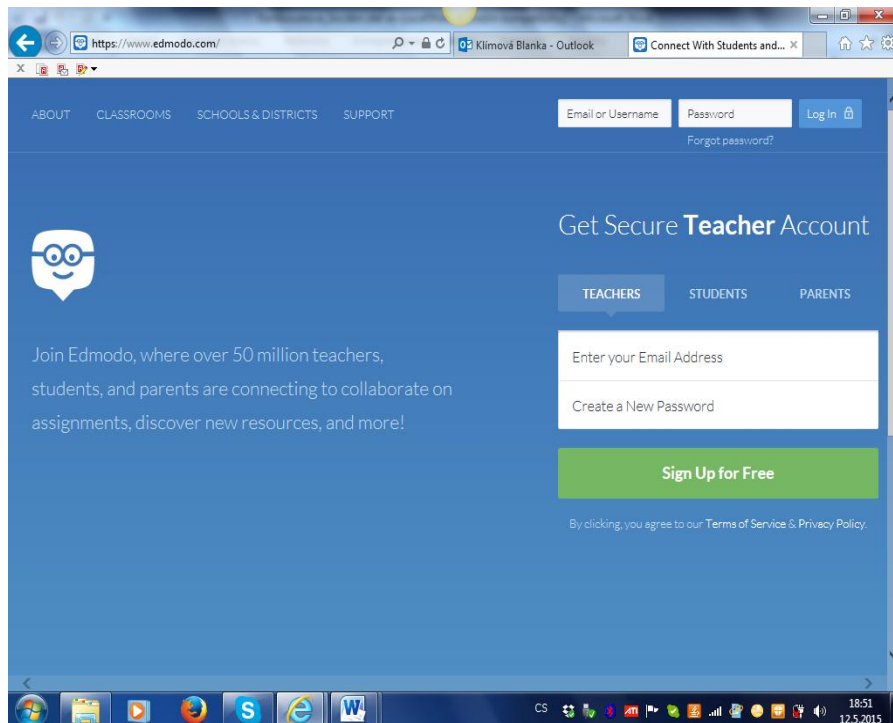 https://www.edmodo.com/
Klímová Blanka - Outlook
Connect With Students and...
ABOUT CLASSROOMS SCHOOLS & DISTRICTS SUPPORT
Email or Username Password Log In
Forgot password?
Get Secure Teacher Account
TEACHERS STUDENTS PARENTS
Join Edmodo, where over 50 million teachers,
students, and parents are connecting to collaborate on
assignments, discover new resources, and more!
Enter your Email Address
Create a New Password
Sign Up for Free
By clicking, you agree to our Terms of Service & Privacy Policy.
CS
18:51
12.5.2015